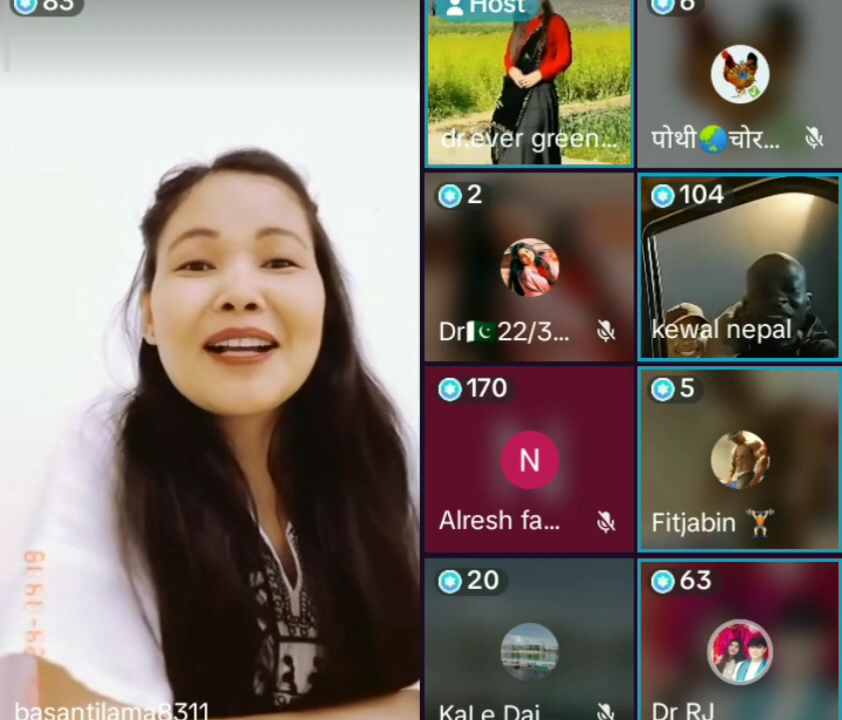 83
basantilama8311
Host
dr.ever green...
6
पोथी🌏चोर...
2
Dr🇵🇰22/3...
104
kewal nepal
170
N
Alresh fa...
5
Fitjabin 🏋
20
KaLe Dai...
63
Dr RJ